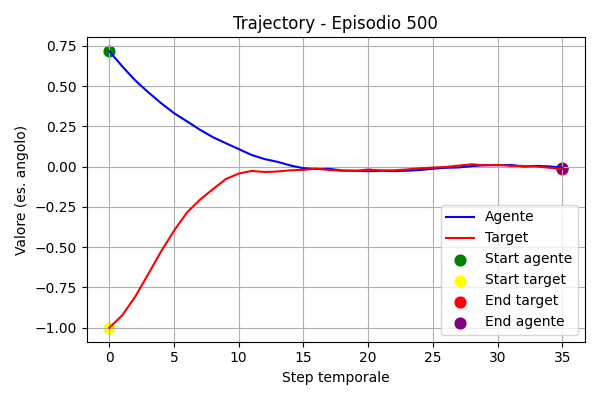 Trajectory - Episodio 500
Valore (es. angolo)
0.75
0.50
0.25
0.00
−0.25
−0.50
−0.75
−1.00
Agente
Target
Start agente
Start target
End target
End agente
0 5 10 15 20 25 30 35
Step temporale